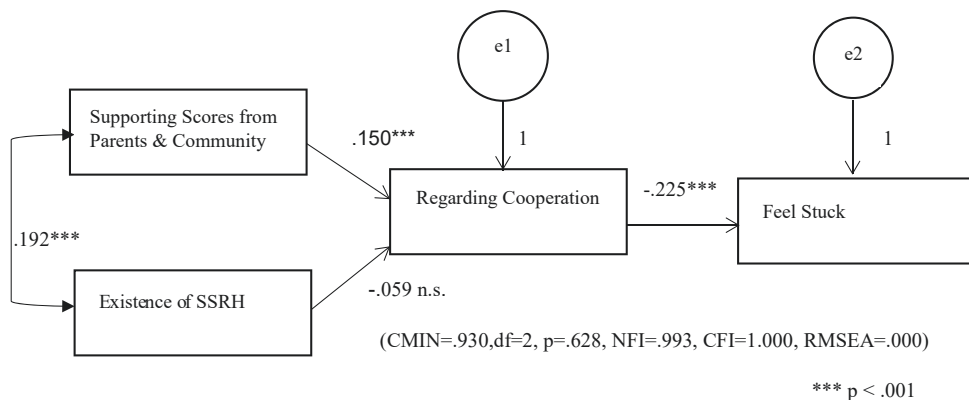 e1
e2
Supporting Scores from
Parents & Community
.150***
1
1
Regarding Cooperation
-.225***
Feel Stuck
.192***
Existence of SSRH
-.059 n.s.
(CMIN=.930,df=2, p=.628, NFI=.993, CFI=1.000, RMSEA=.000)
*** p < .001